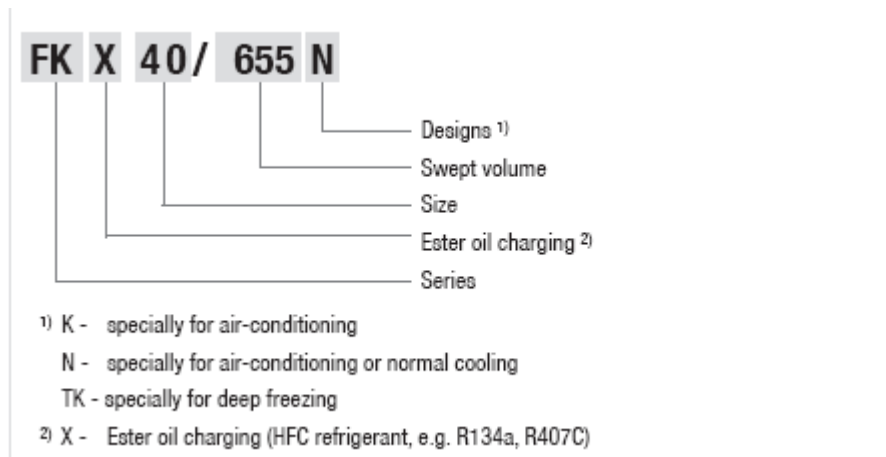 FK X 40/ 655 N
Designs 1)
Swept volume
Size
Ester oil charging 2)
Series
1) K - specially for air-conditioning
N - specially for air-conditioning or normal cooling
TK - specially for deep freezing
2) X - Ester oil charging (HFC refrigerant, e.g. R134a, R407C)